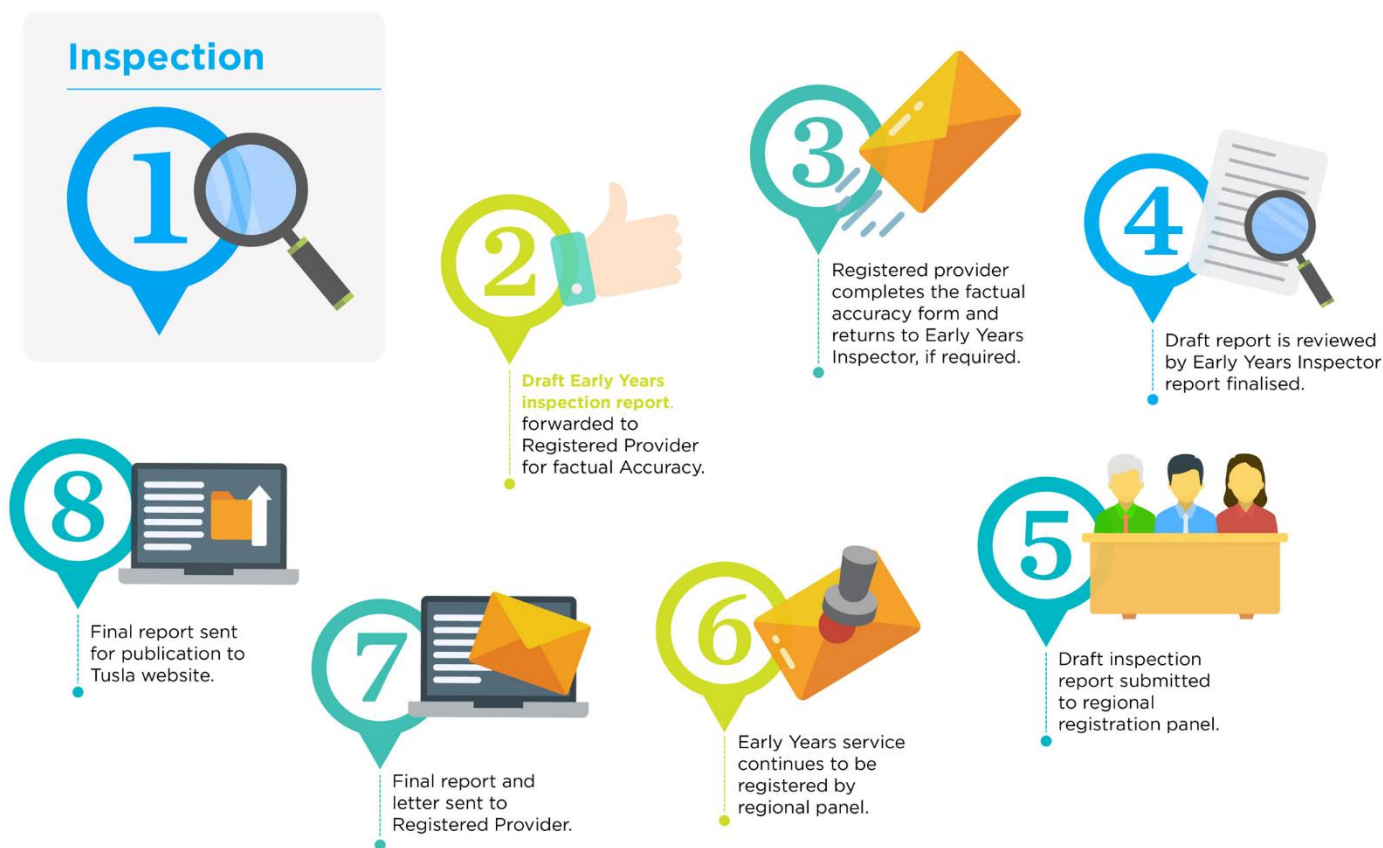 Inspection
1
2
Draft Early Years
inspection report.
forwarded to
Registered Provider
for factual Accuracy.
3
Registered provider
completes the factual
accuracy form and
returns to Early Years
Inspector, if required.
4
Draft report is reviewed
by Early Years Inspector
report finalised.
5
Draft inspection
report submitted
to regional
registration panel.
6
Early Years service
continues to be
registered by
regional panel.
7
Final report and
letter sent to
Registered Provider.
8
Final report sent
for publication to
Tusla website.